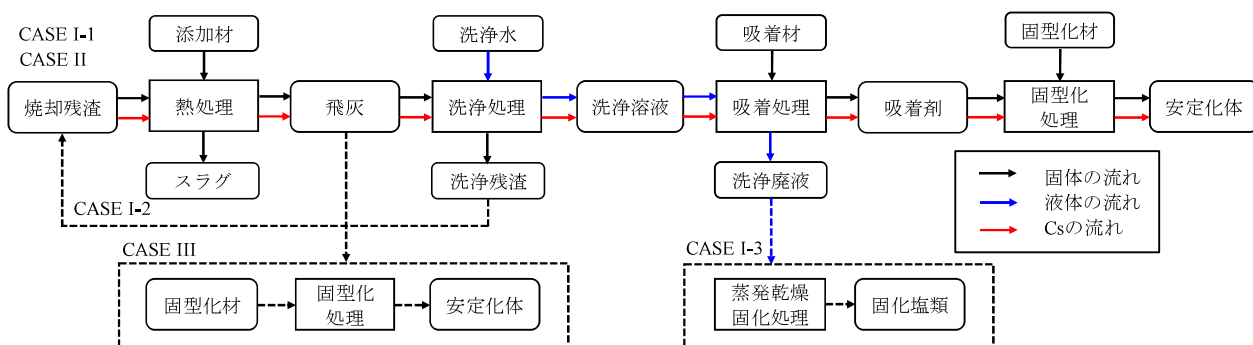 CASE I-1
CASE II
添加材
洗浄水
吸着材
固型化材
焼却残渣
熱処理
飛灰
洗浄処理
洗浄溶液
吸着処理
吸着剤
固型化
処理
安定化体
スラグ
洗浄残渣
洗浄廃液
固体の流れ
液体の流れ
Csの流れ
CASE I-2
CASE III
CASE I-3
固型化材
固型化
処理
安定化体
蒸発乾燥
固化処理
固化塩類